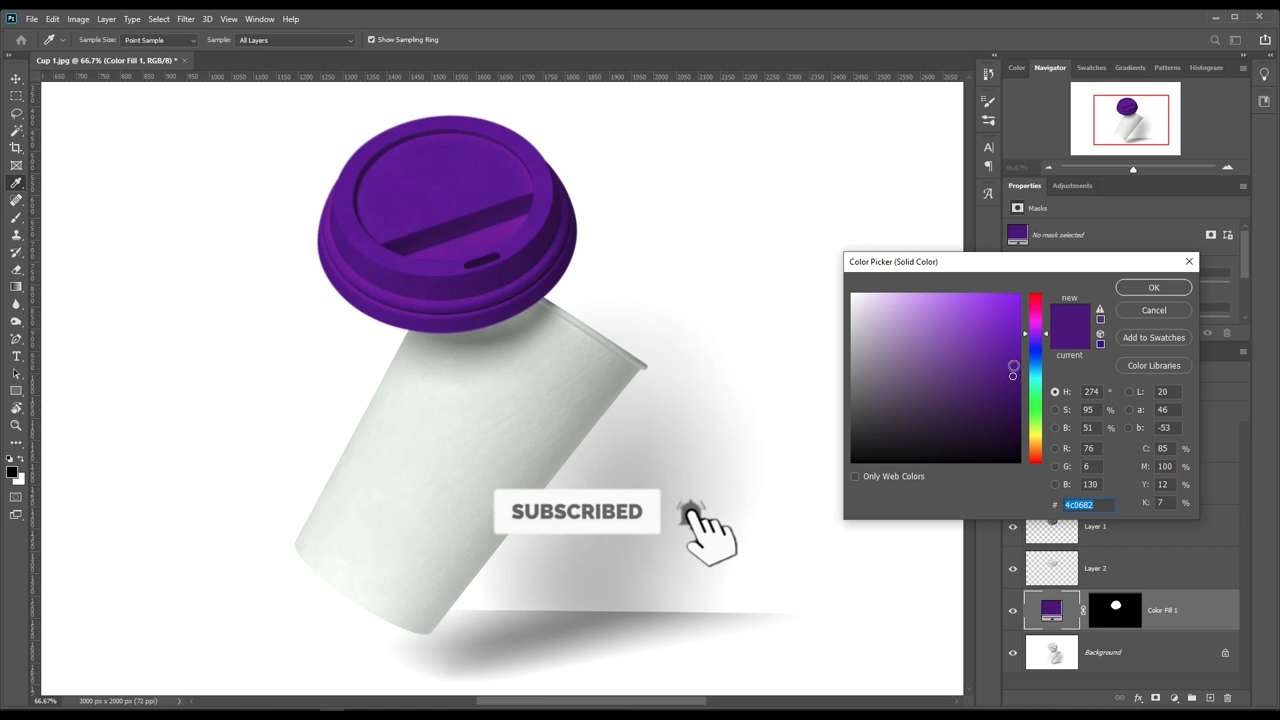 Ps File Edit Image Layer Type Select Filter 3D View Window Help
Sample Size: Point Sample Sample: All Layers Show Sampling Ring
Cup 1.jpg @ 66.7% (Color Fill 1, RGB/8) * ×
Color Navigator Swatches Gradients Patterns Histogram
66.67%
Properties Adjustments
Masks
No mask selected
Color Picker (Solid Color)
new
current
OK
Cancel
Add to Swatches
Color Libraries
H: 274 ° L: 20
S: 95 % a: 46
B: 51 % b: -53
R: 76 C: 85 %
G: 6 M: 100 %
B: 130 Y: 12 %
# 4c0682 K: 7 %
Only Web Colors
SUBSCRIBED
Layer 1
Layer 2
Color Fill 1
Background
66.67% 3000 px x 2000 px (72 ppi)